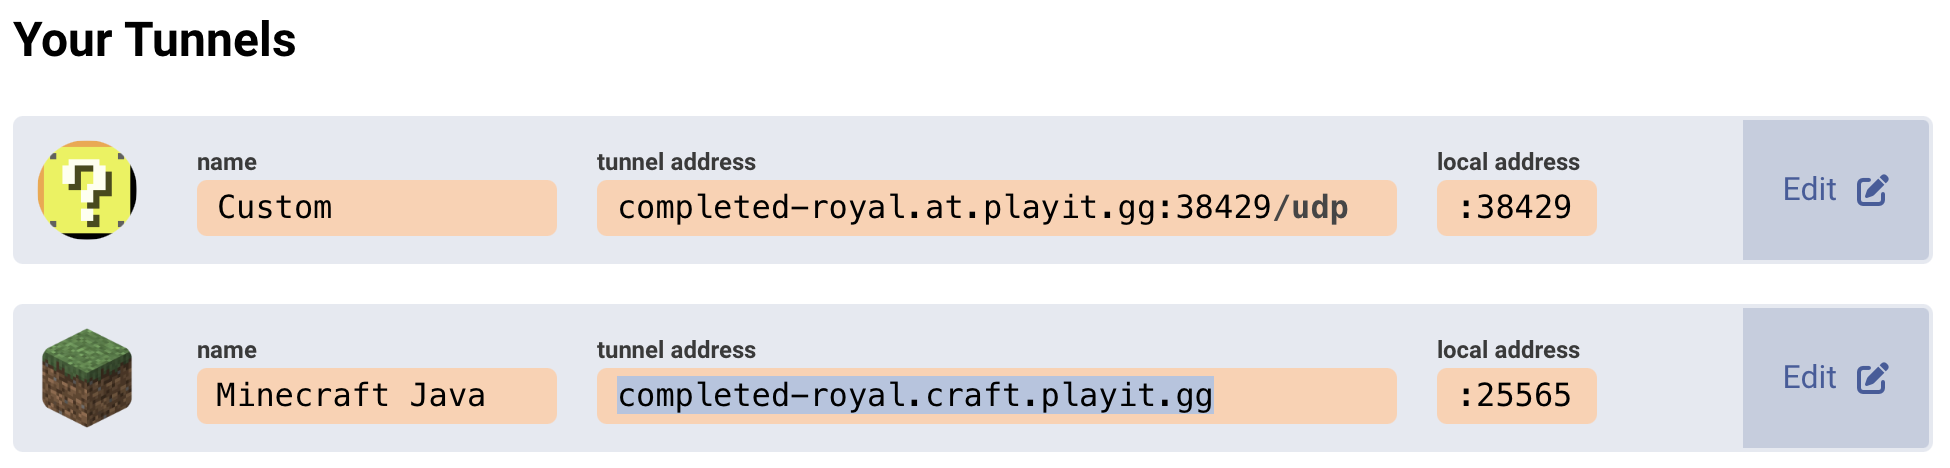 Your Tunnels
name tunnel address local address
Custom completed-royal.at.playit.gg:38429/udp :38429 Edit
name tunnel address local address
Minecraft Java completed-royal.craft.playit.gg :25565 Edit